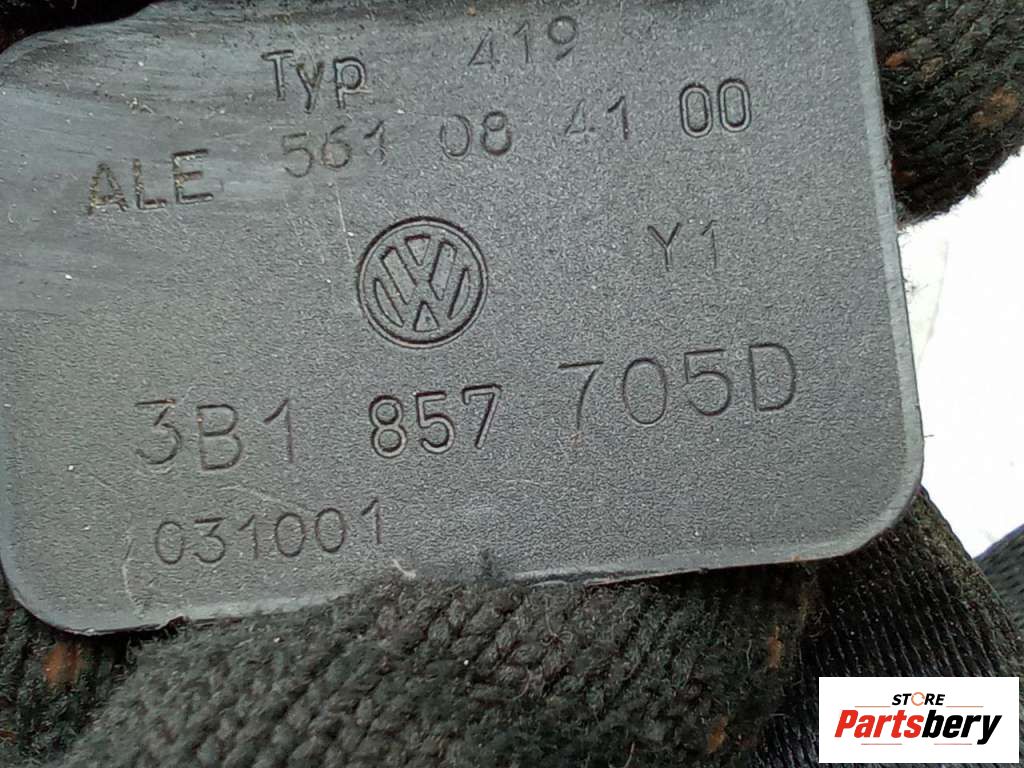 Typ 419
ALE 561 08 41 00
Y1
3B1 857 705D
031001
STORE
Partsbery